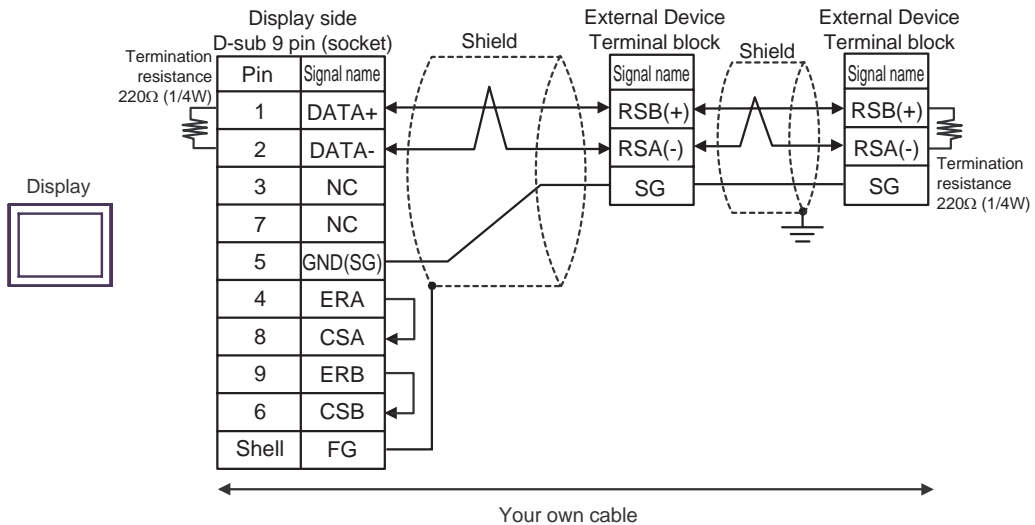 Display side
D-sub 9 pin (socket)
Termination
resistance
220Ω (1/4W)
Pin Signal name
1 DATA+
2 DATA-
3 NC
7 NC
5 GND(SG)
4 ERA
8 CSA
9 ERB
6 CSB
Shell FG
Display
Shield
External Device
Terminal block
Signal name
RSB(+)
RSA(-)
SG
Shield
External Device
Terminal block
Signal name
RSB(+)
RSA(-)
SG
Termination
resistance
220Ω (1/4W)
Your own cable